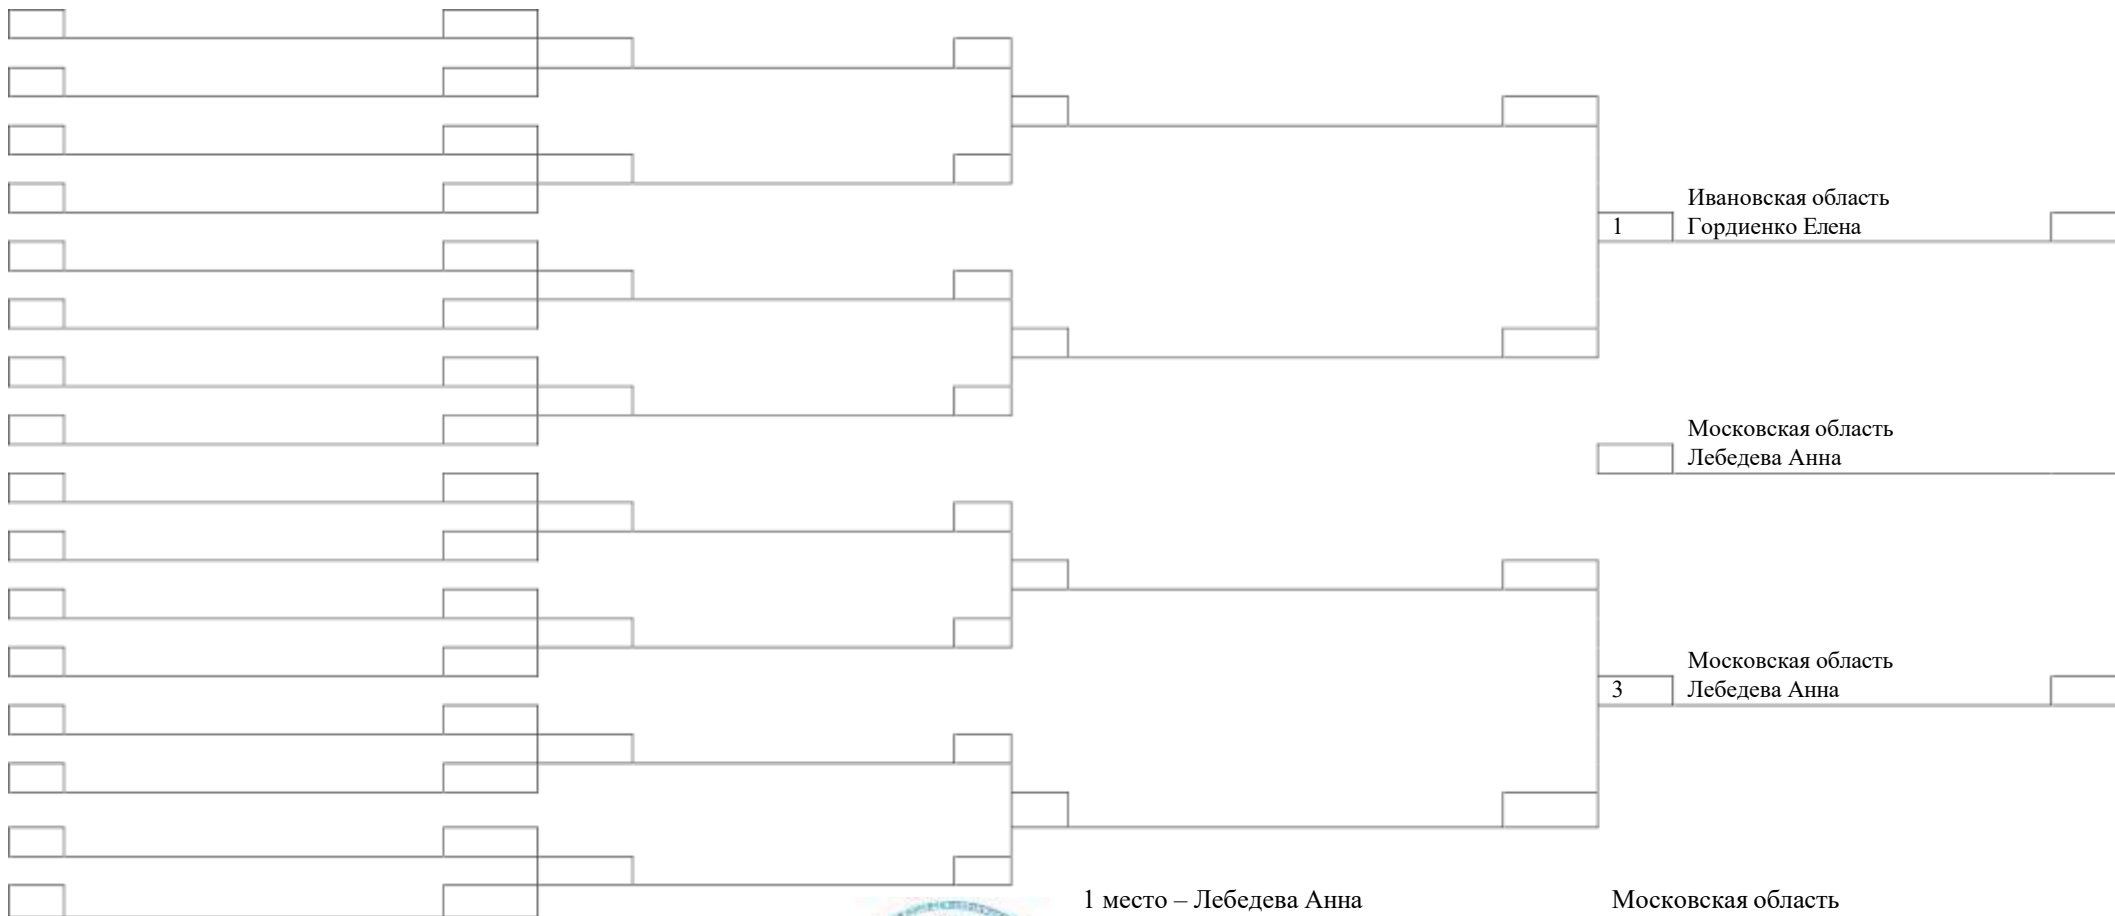 Ивановская область
1 Гордиенко Елена
Московская область
Лебедева Анна
Московская область
3 Лебедева Анна
1 место – Лебедева Анна Московская область